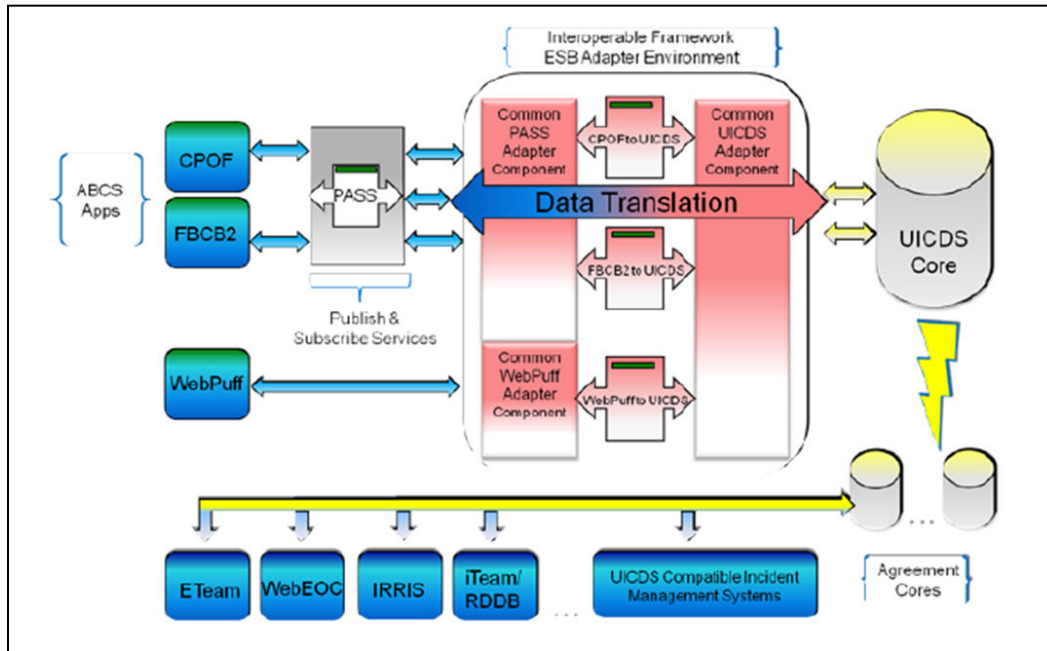 Interoperable Framework
ESB Adapter Environment
ABCS
Apps
CPOF
FBCB2
PASS
Publish &
Subscribe Services
WebPuff
Common
PASS
Adapter
Component
CPOFtoUICDS
Common
UICDS
Adapter
Component
Data Translation
FBCB2 to UICDS
Common
WebPuff
Adapter
Component
WebPuff to UICDS
UICDS
Core
ETeam
WebEOC
IRRIS
iTeam/
RDDB
...
UICDS Compatible Incident
Management Systems
...
Agreement
Cores